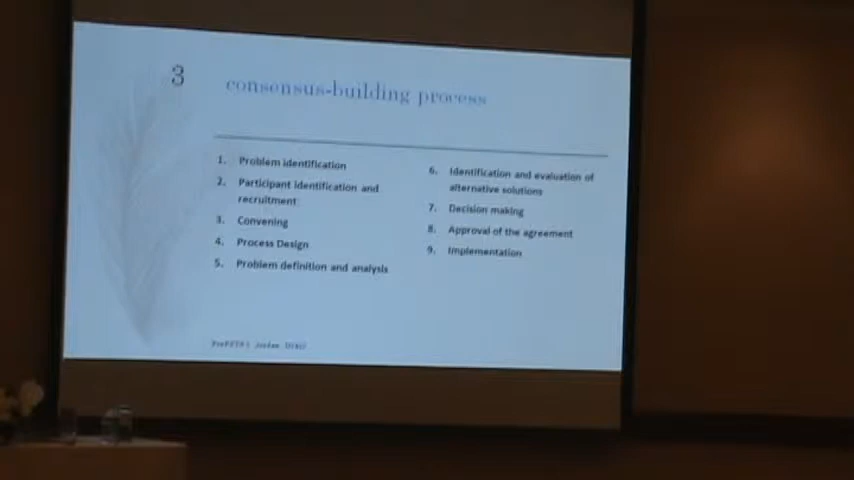 3
consensus-building process
1. Problem identification
2. Participant identification and
recruitment
3. Convening
4. Process Design
5. Problem definition and analysis
6. Identification and evaluation of
alternative solutions
7. Decision making
8. Approval of the agreement
9. Implementation